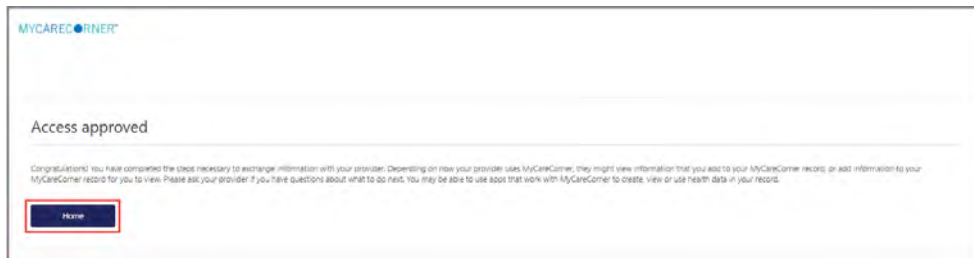 MYCARECORNER™
Access approved
Congratulations! You have completed the steps necessary to exchange information with your provider. Depending on how your provider uses MyCareCorner, they might view information that you add to your MyCareCorner record, or add information to your
MyCareCorner record for you to view. Please ask your provider if you have questions about what to do next. You may be able to use apps that work with MyCareCorner to create, view or use health data in your record.
Home